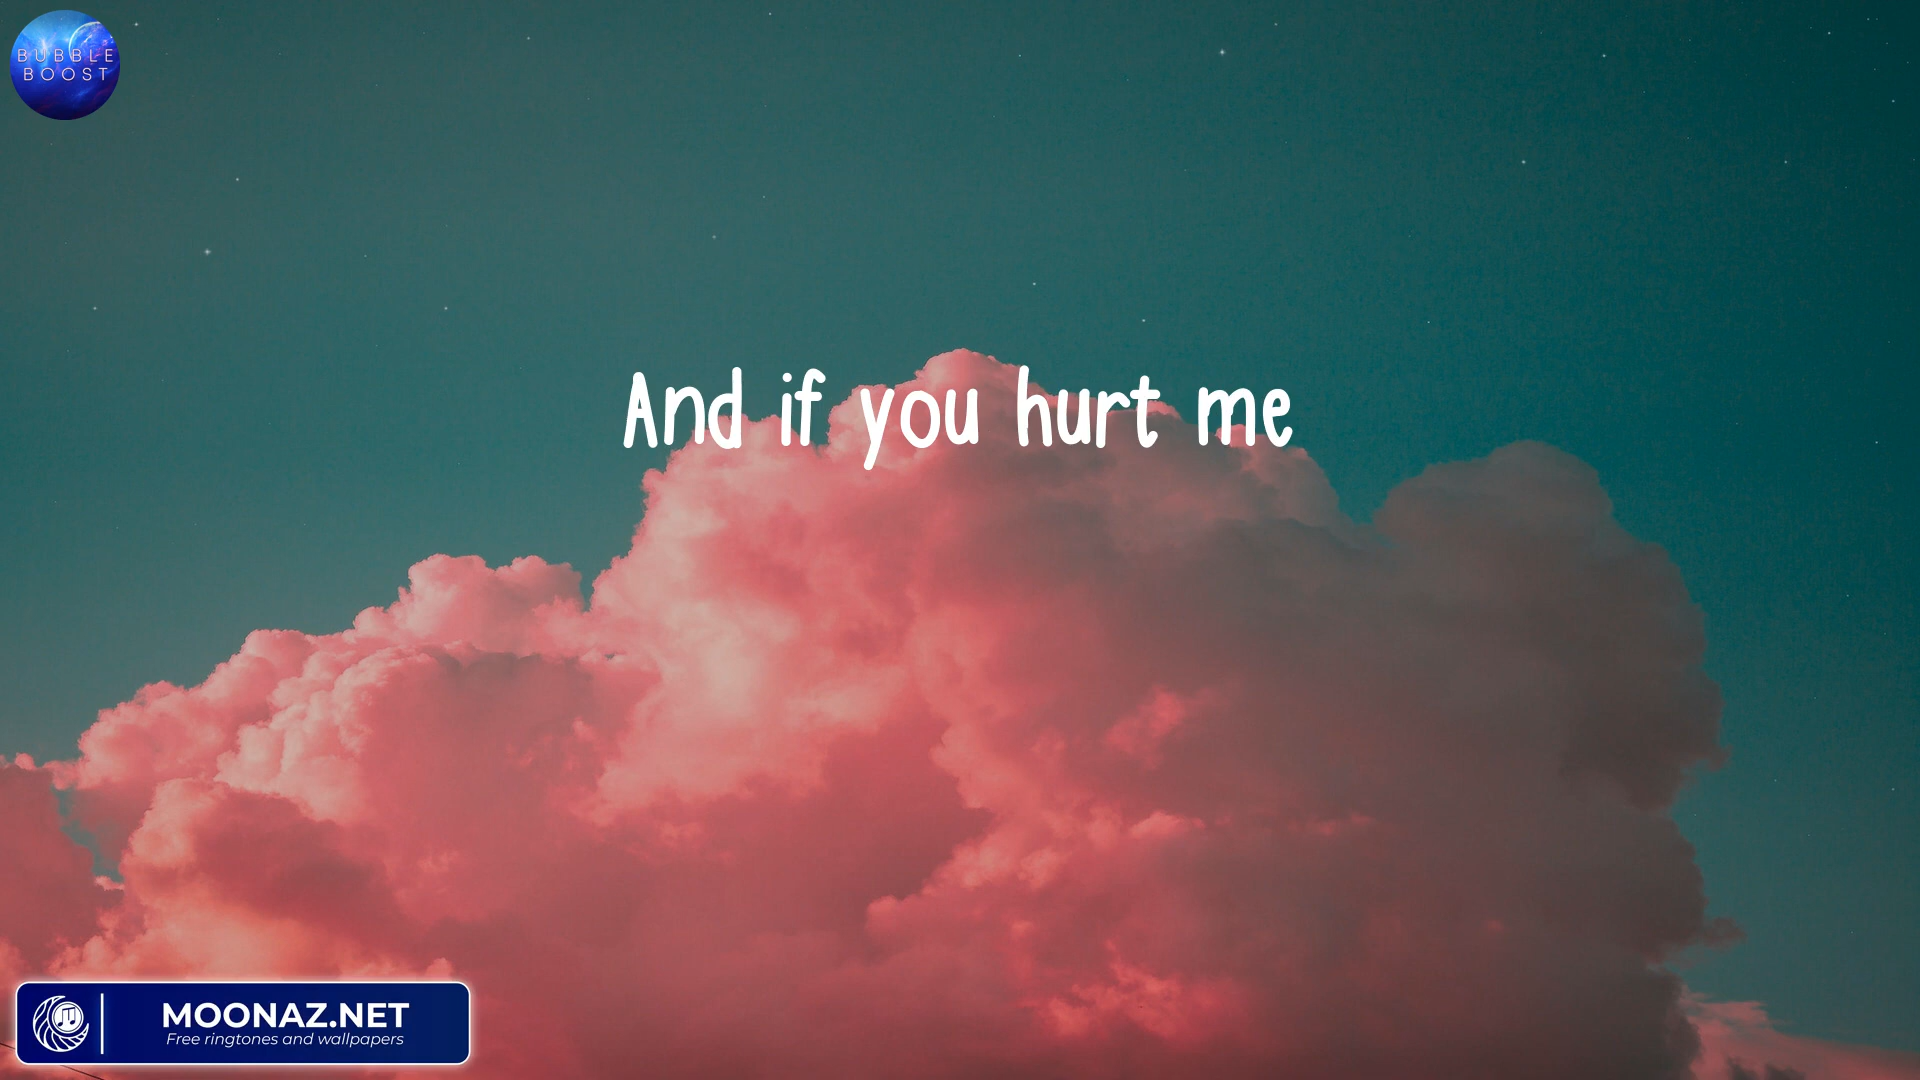 BUBBLE
BOOST
And if you hurt me
MOONAZ.NET
Free ringtones and wallpapers